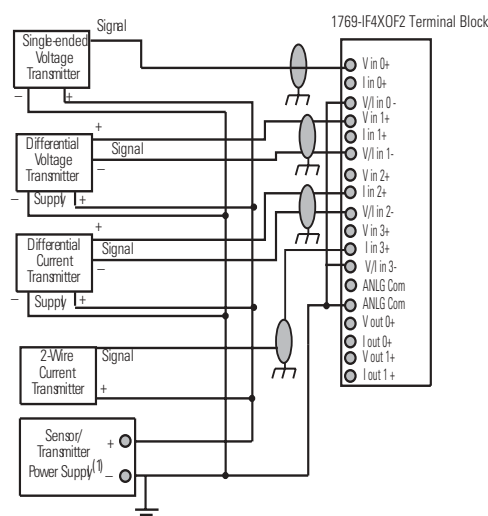 1769-IF4XOF2 Terminal Block
Signal
Single-ended
Voltage
Transmitter
– +
Differential
Voltage
Transmitter
+
Signal
–
– Supply +
Differential
Current
Transmitter
+
Signal
–
– Supply +
2-Wire
Current
Transmitter
Signal
+
Sensor/
Transmitter
Power Supply(1)
+
–
V in 0+
I in 0+
V/I in 0 -
V in 1+
I in 1+
V/I in 1-
V in 2+
I in 2+
V/I in 2-
V in 3+
I in 3+
V/I in 3-
ANLG Com
ANLG Com
V out 0+
I out 0+
V out 1+
I out 1 +